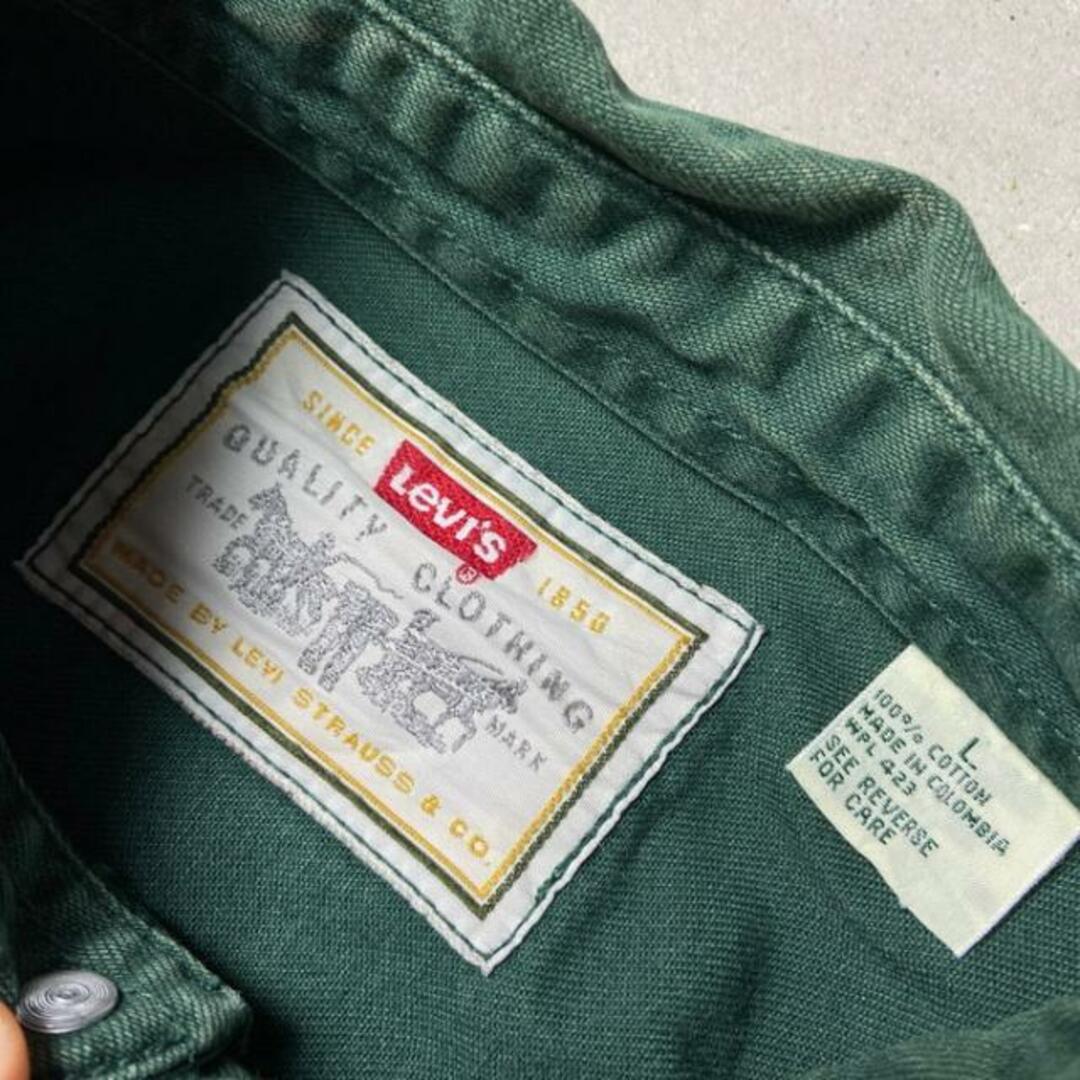 SINCE Levi's® 1850
QUALITY CLOTHING
TRADE MARK
MADE BY LEVI STRAUSS & CO.
L
100% COTTON
MADE IN COLOMBIA
WPL 423
SEE REVERSE
FOR CARE